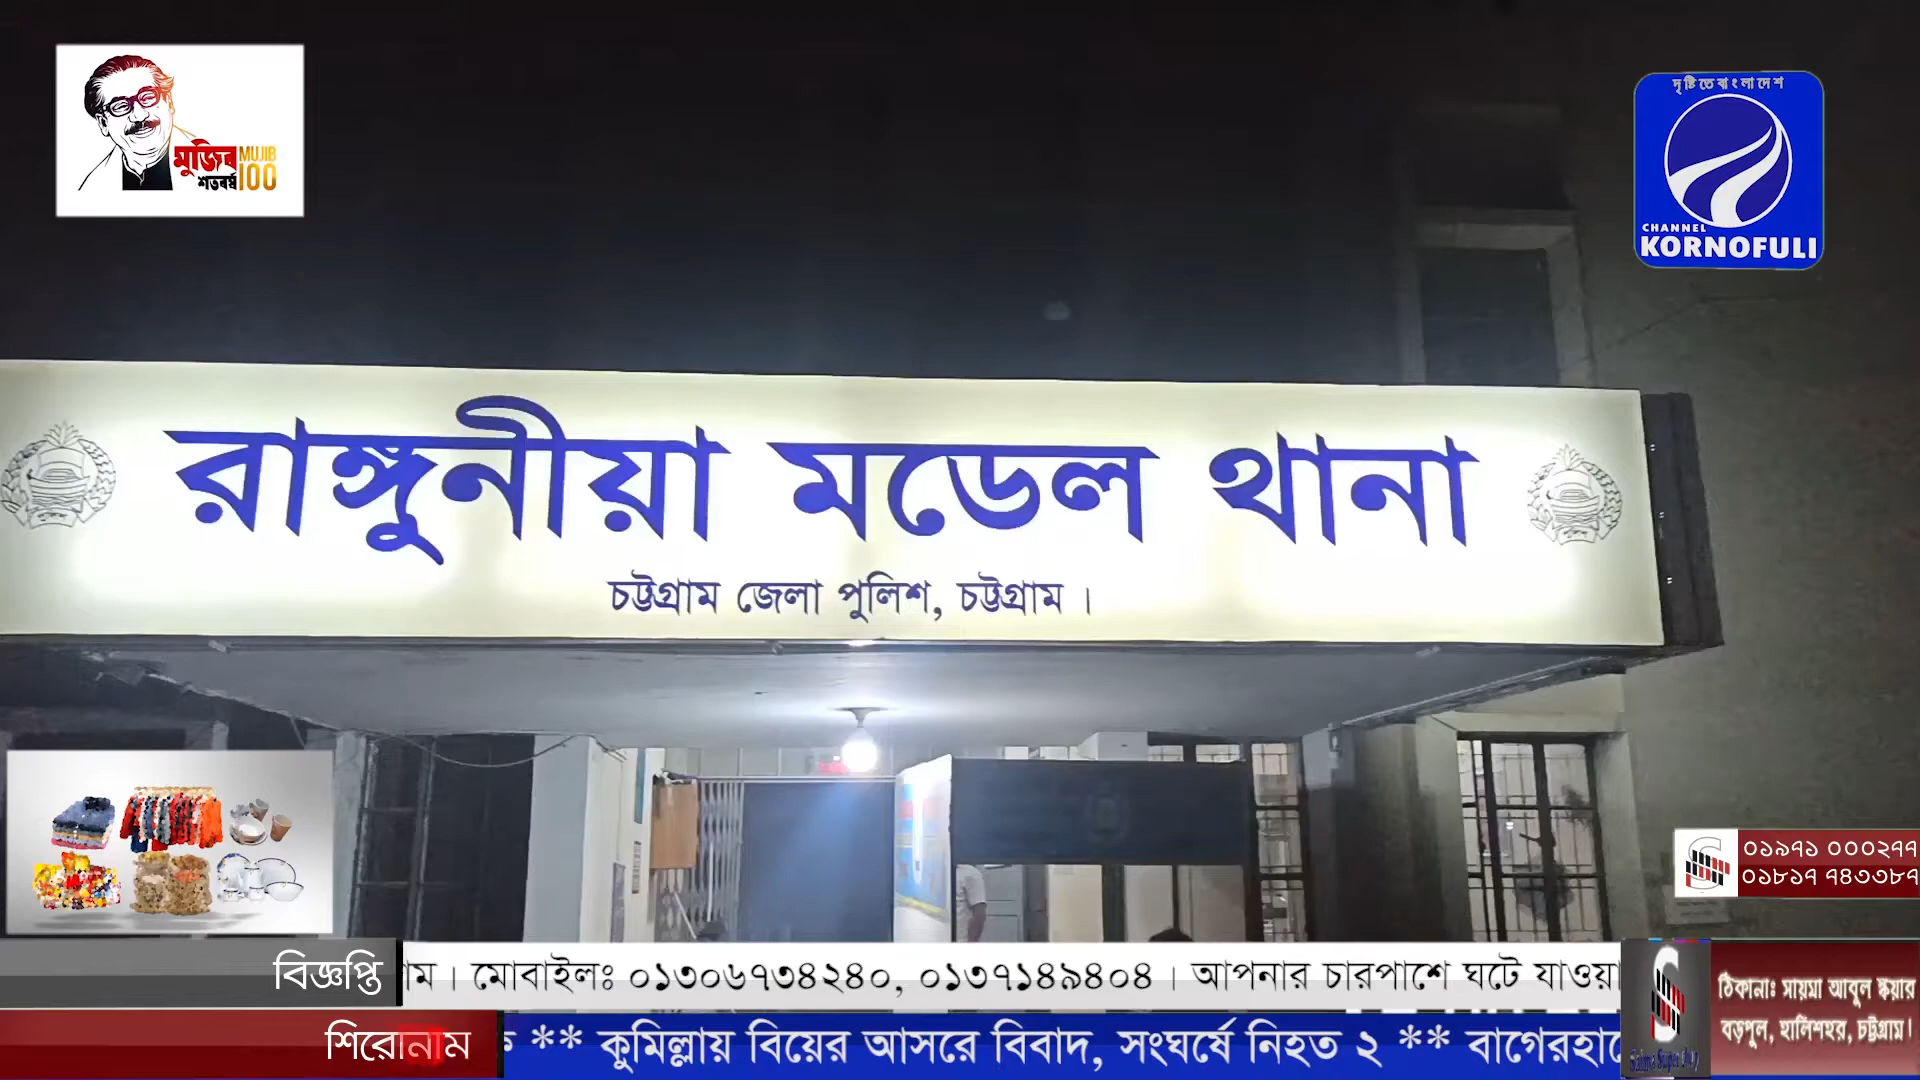 মুজিব
MUJIB
শতবর্ষ
100
দৃষ্টিতে বাংলাদেশ
CHANNEL
KORNOFULI
রাঙ্গুনীয়া মডেল থানা
চট্টগ্রাম জেলা পুলিশ, চট্টগ্রাম ।
০১৯৭১ ০০০২৭৭
০১৮১৭ ৭৪৩৩৮৭
বিজ্ঞপ্তি
াম । মোবাইলঃ ০১৩০৬৭৩৪২৪০, ০১৩৭১৪৯৪০৪ । আপনার চারপাশে ঘটে যাওয়া
ঠিকানাঃ সায়মা আবুল স্কয়ার
বড়পুল, হালিশহর, চট্টগ্রাম।
শিরোনাম
** কুমিল্লায় বিয়ের আসরে বিবাদ, সংঘর্ষে নিহত ২ ** বাগেরহাে